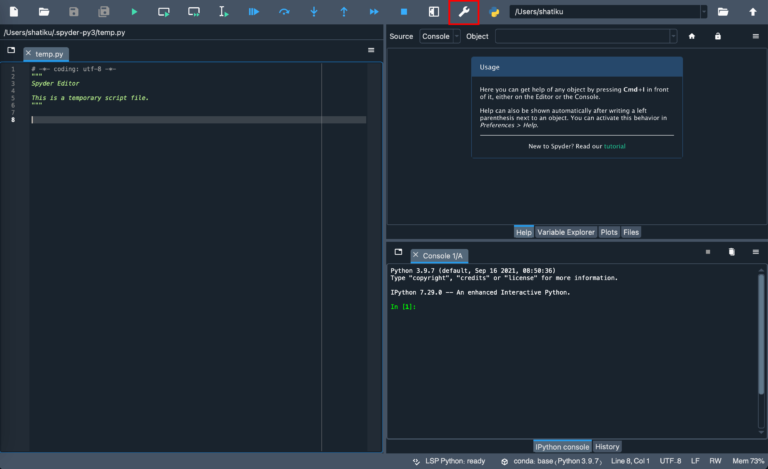 /Users/shatiku
/Users/shatiku/.spyder-py3/temp.py
temp.py
1 # -*- coding: utf-8 -*-
2 """
3 Spyder Editor
4
5 This is a temporary script file.
6 """
7
8
Source Console Object
Usage
Here you can get help of any object by pressing Cmd+I in front
of it, either on the Editor or the Console.
Help can also be shown automatically after writing a left
parenthesis next to an object. You can activate this behavior in
Preferences > Help.
New to Spyder? Read our tutorial
Help Variable Explorer Plots Files
Console 1/A
Python 3.9.7 (default, Sep 16 2021, 08:50:36)
Type "copyright", "credits" or "license" for more information.
IPython 7.29.0 -- An enhanced Interactive Python.
In [1]:
IPython console History
LSP Python: ready conda: base (Python 3.9.7) Line 8, Col 1 UTF-8 LF RW Mem 73%